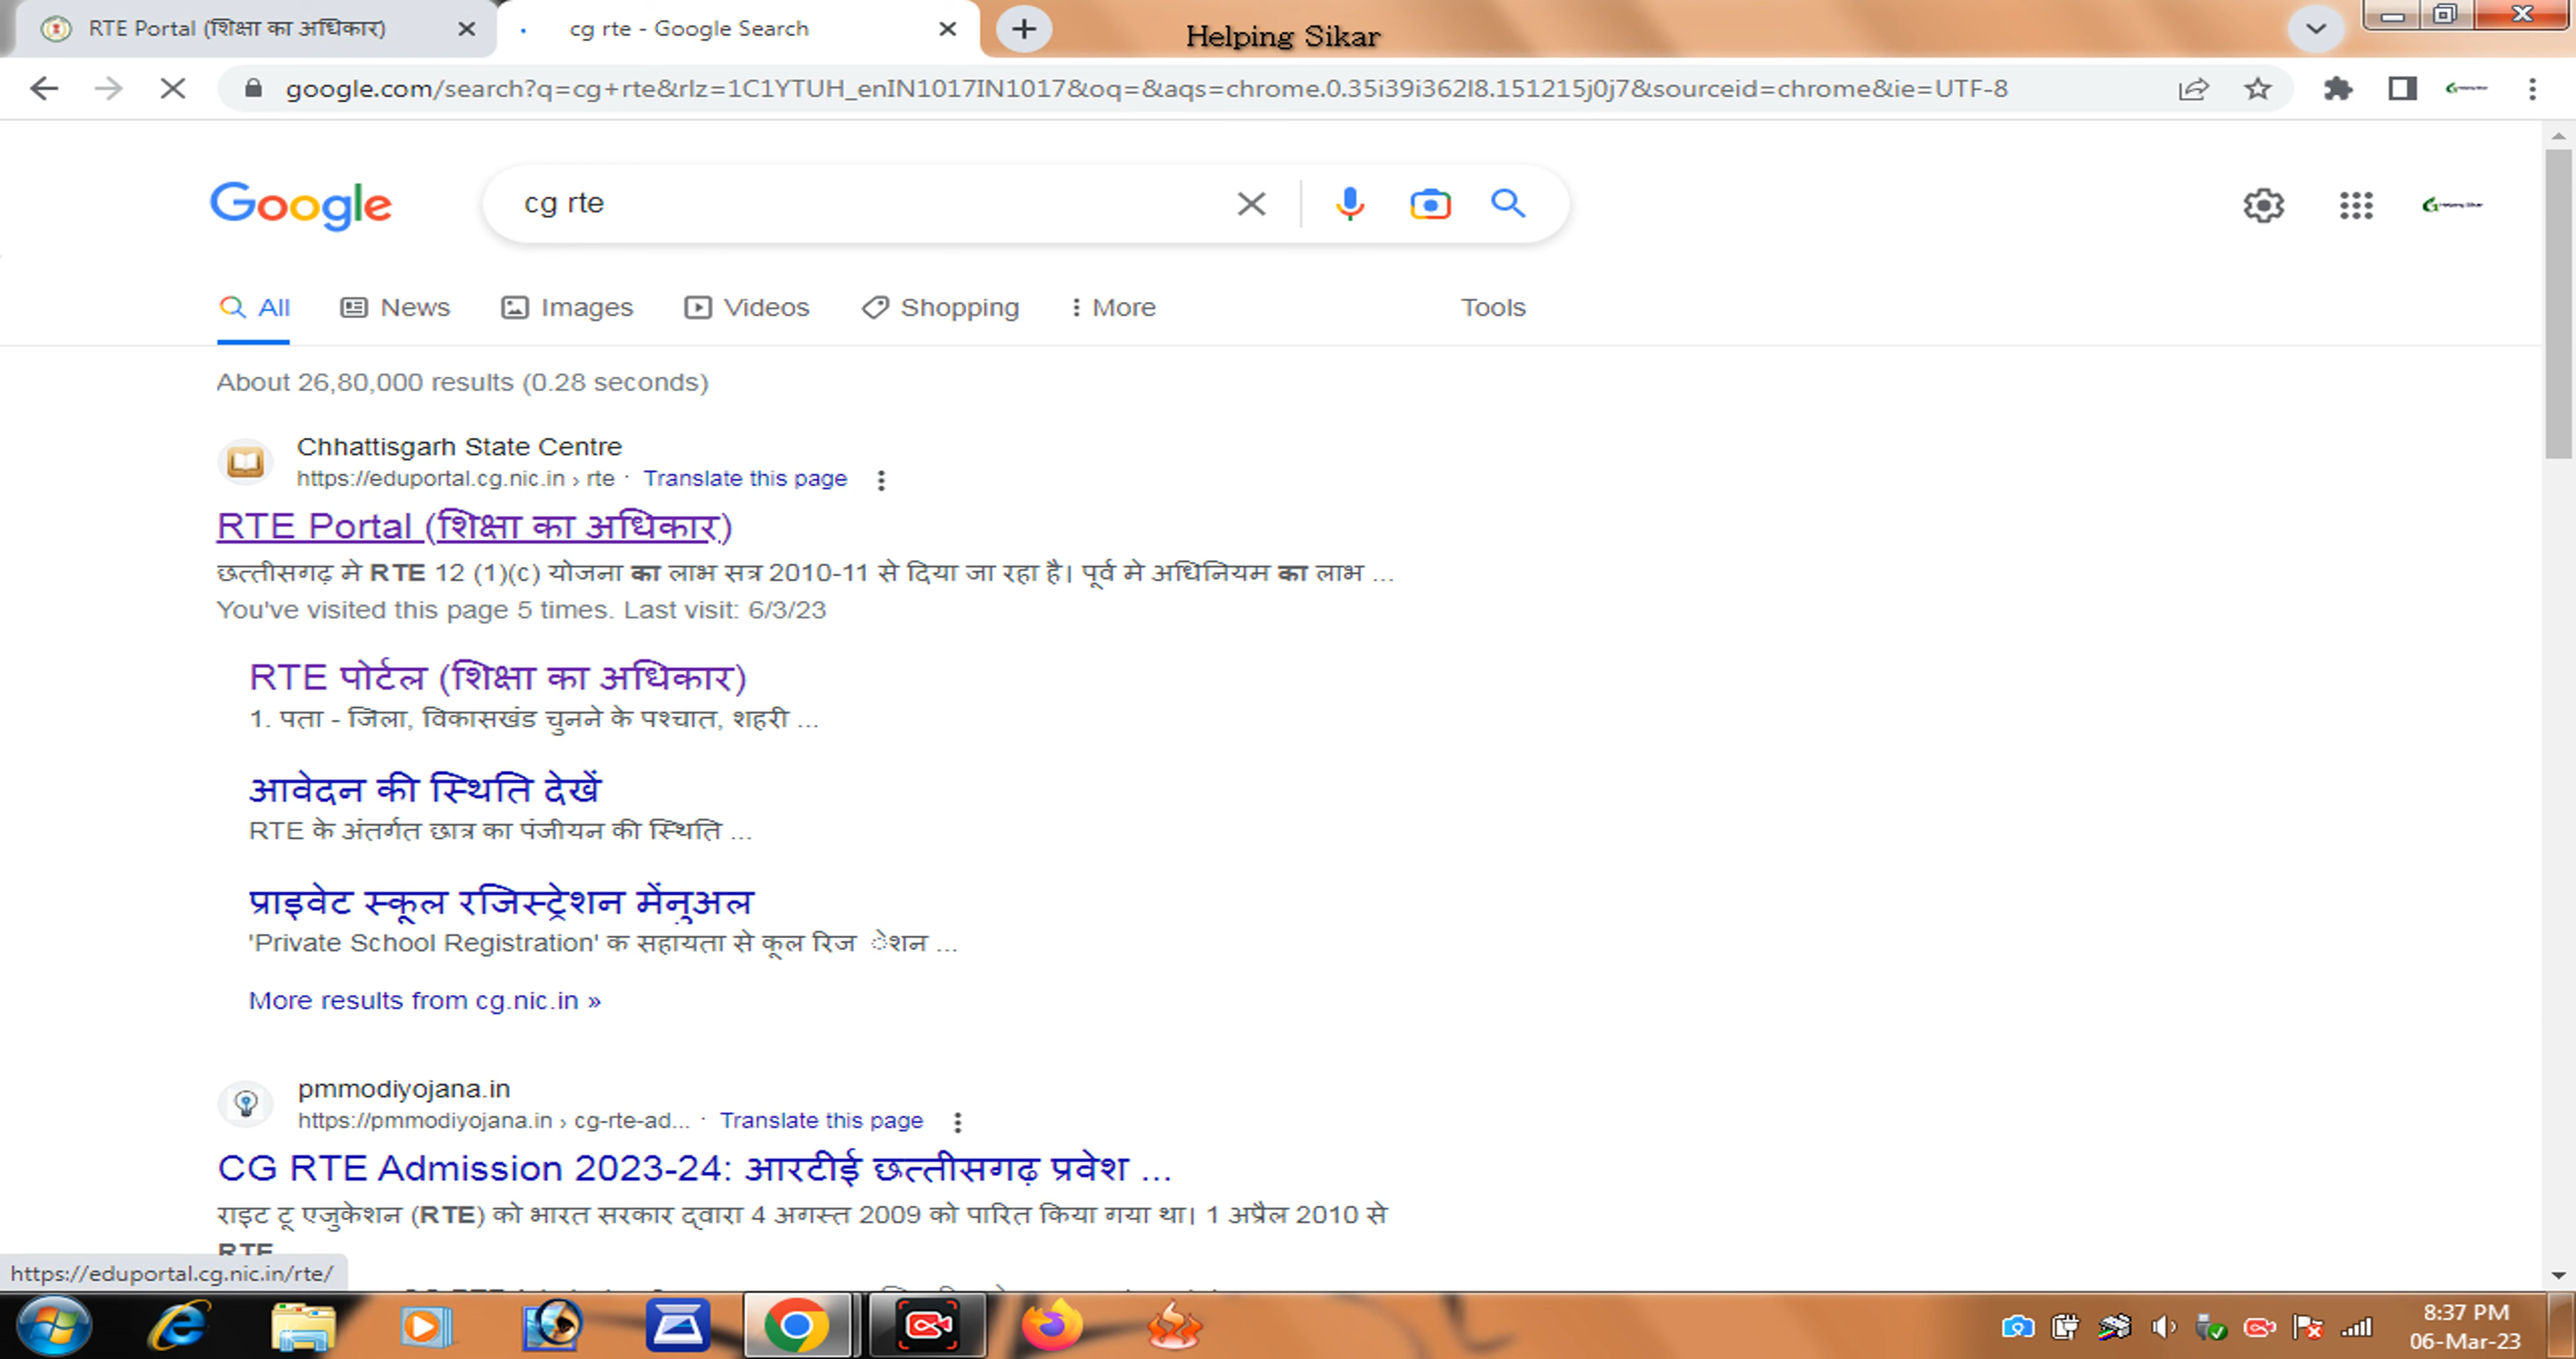 RTE Portal (शिक्षा का अधिकार)
cg rte - Google Search
Helping Sikar
google.com/search?q=cg+rte&rlz=1C1YTUH_enIN1017IN1017&oq=&aqs=chrome.0.35i39i362l8.151215j0j7&sourceid=chrome&ie=UTF-8
Google
cg rte
All News Images Videos Shopping More Tools
About 26,80,000 results (0.28 seconds)
Chhattisgarh State Centre
https://eduportal.cg.nic.in › rte · Translate this page
RTE Portal (शिक्षा का अधिकार)
छत्तीसगढ़ मे RTE 12 (1)(c) योजना का लाभ सत्र 2010-11 से दिया जा रहा है। पूर्व मे अधिनियम का लाभ ...
You've visited this page 5 times. Last visit: 6/3/23
RTE पोर्टल (शिक्षा का अधिकार)
1. पता - जिला, विकासखंड चुनने के पश्चात, शहरी ...
आवेदन की स्थिति देखें
RTE के अंतर्गत छात्र का पंजीयन की स्थिति ...
प्राइवेट स्कूल रजिस्ट्रेशन मेंनुअल
'Private School Registration' क सहायता से कूल रिज ेशन ...
More results from cg.nic.in »
pmmodiyojana.in
https://pmmodiyojana.in › cg-rte-ad... · Translate this page
CG RTE Admission 2023-24: आरटीई छत्तीसगढ़ प्रवेश ...
राइट टू एजुकेशन (RTE) को भारत सरकार द्वारा 4 अगस्त 2009 को पारित किया गया था। 1 अप्रैल 2010 से
RTE
https://eduportal.cg.nic.in/rte/
8:37 PM
06-Mar-23